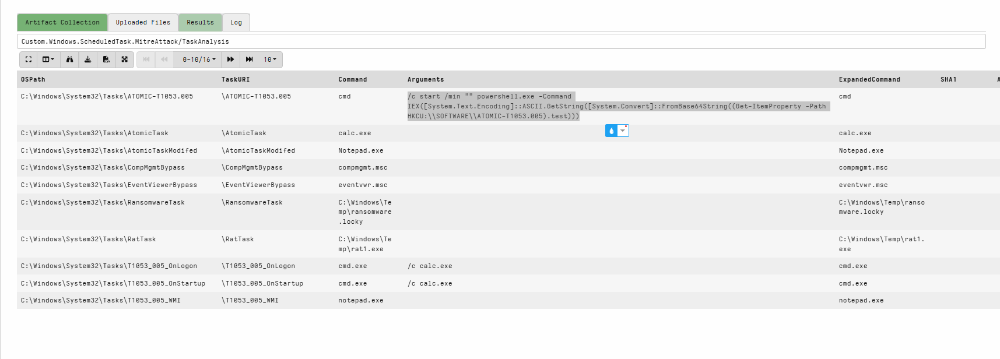 Artifact Collection Uploaded Files Results Log
Custom.Windows.ScheduledTask.MitreAttack/TaskAnalysis
0-10/16 10
OSPath TaskURI Command Arguments ExpandedCommand SHA1 A
C:\Windows\System32\Tasks\ATOMIC-T1053.005 \ATOMIC-T1053.005 cmd /c start /min "" powershell.exe -Command cmd
IEX([System.Text.Encoding]::ASCII.GetString([System.Convert]::FromBase64String((Get-ItemProperty -Path
HKCU:\\SOFTWARE\\ATOMIC-T1053.005).test)))
C:\Windows\System32\Tasks\AtomicTask \AtomicTask calc.exe calc.exe
C:\Windows\System32\Tasks\AtomicTaskModifed \AtomicTaskModifed Notepad.exe Notepad.exe
C:\Windows\System32\Tasks\CompMgmtBypass \CompMgmtBypass compmgmt.msc compmgmt.msc
C:\Windows\System32\Tasks\EventViewerBypass \EventViewerBypass eventvwr.msc eventvwr.msc
C:\Windows\System32\Tasks\RansomwareTask \RansomwareTask C:\Windows\Te C:\Windows\Temp\ranso
mp\ransomware mware.locky
.locky
C:\Windows\System32\Tasks\RatTask \RatTask C:\Windows\Te C:\Windows\Temp\rat1.
mp\rat1.exe exe
C:\Windows\System32\Tasks\T1053_005_OnLogon \T1053_005_OnLogon cmd.exe /c calc.exe cmd.exe
C:\Windows\System32\Tasks\T1053_005_OnStartup \T1053_005_OnStartup cmd.exe /c calc.exe cmd.exe
C:\Windows\System32\Tasks\T1053_005_WMI \T1053_005_WMI notepad.exe notepad.exe